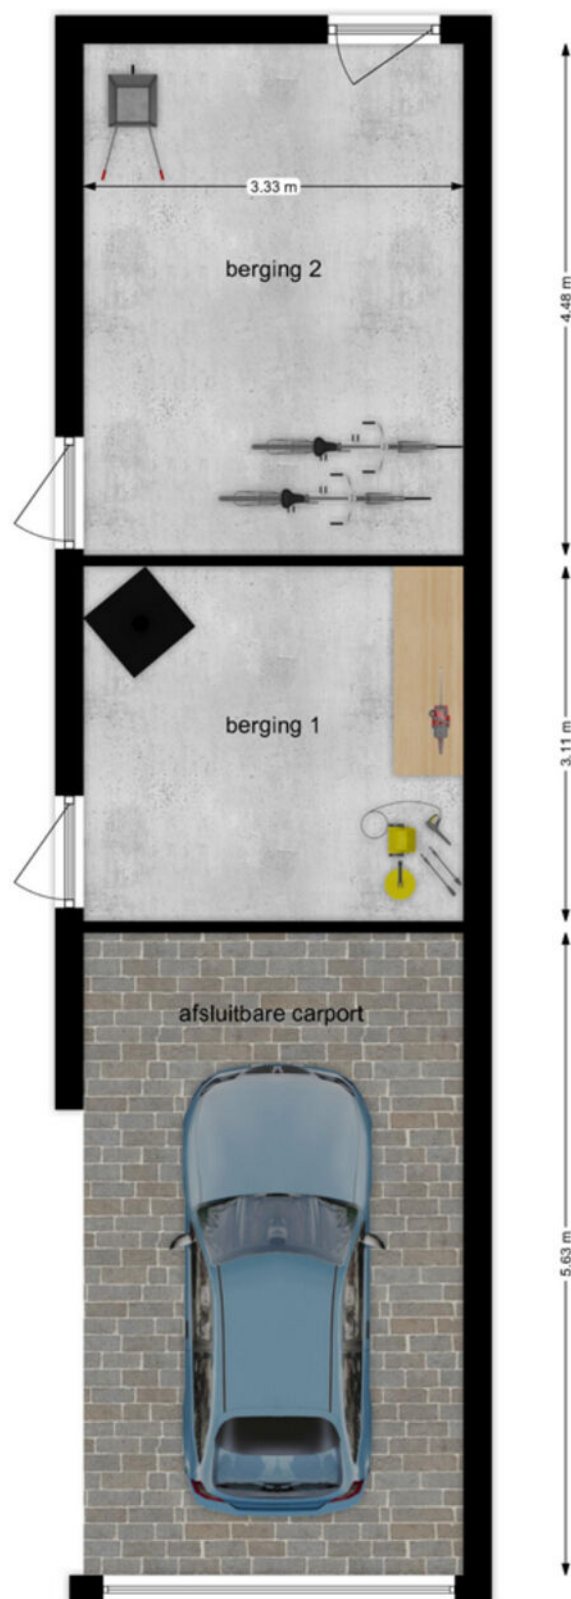 3.33 m
berging 2
4.48 m
berging 1
3.11 m
afsluitbare carport
5.63 m